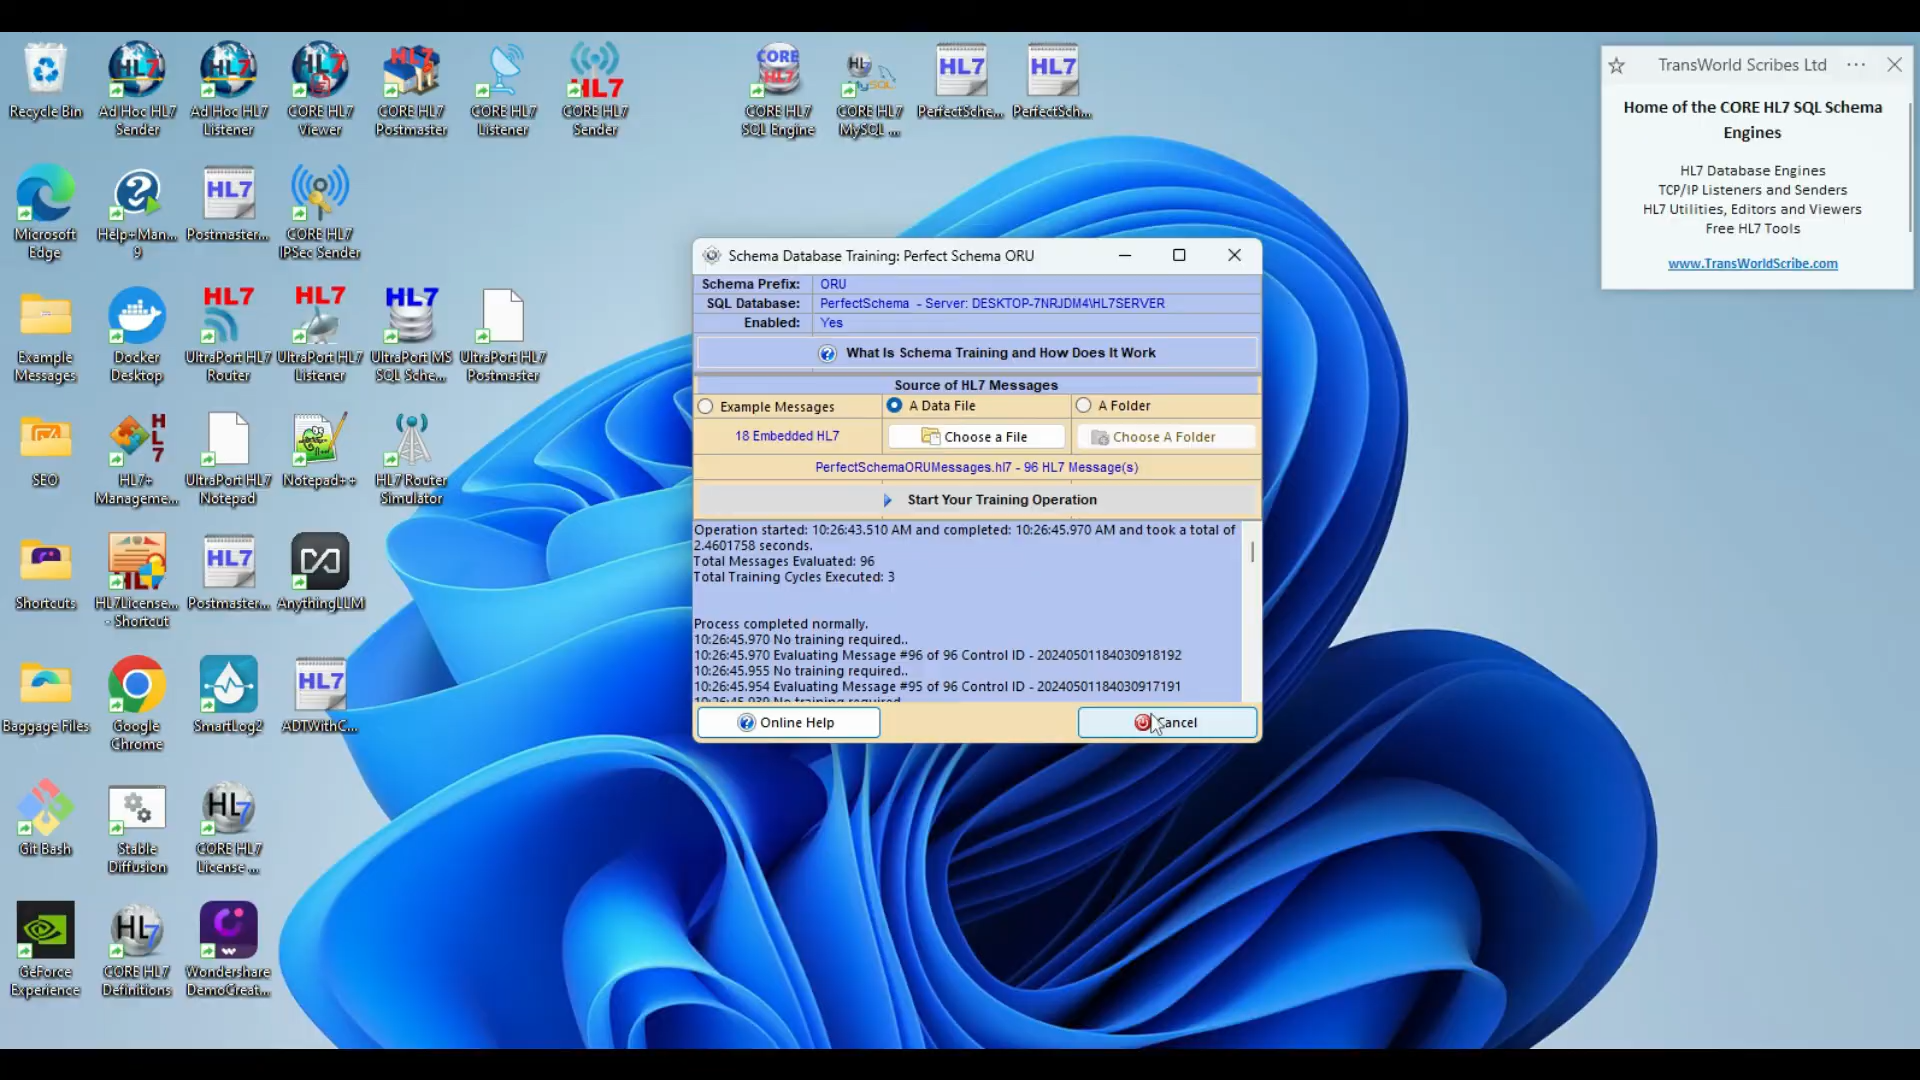 Recycle Bin
Ad Hoc HL7
Sender
Ad Hoc HL7
Listener
CORE HL7
Viewer
CORE HL7
Postmaster
CORE HL7
Listener
CORE HL7
Sender
CORE HL7
SQL Engine
CORE HL7
MySQL ...
PerfectSche...
PerfectSch...
Microsoft
Edge
Help+Man...
9
Postmaster...
CORE HL7
IPSec Sender
Example
Messages
Docker
Desktop
UltraPort HL7
Router
UltraPort HL7
Listener
UltraPort MS
SQL Sche...
UltraPort HL7
Postmaster
SEO
HL7+
Manageme...
UltraPort HL7
Notepad
Notepad++
HL7Router
Simulator
Shortcuts
HL7License...
- Shortcut
Postmaster...
AnythingLLM
Baggage Files
Google
Chrome
SmartLog2
ADTWithC...
Git Bash
Stable
Diffusion
CORE HL7
License ...
GeForce
Experience
CORE HL7
Definitions
Wondershare
DemoCreat...
Schema Database Training: Perfect Schema ORU
Schema Prefix: ORU
SQL Database: PerfectSchema - Server: DESKTOP-7NRJDM4\HL7SERVER
Enabled: Yes
What Is Schema Training and How Does It Work
Source of HL7 Messages
Example Messages
A Data File
A Folder
18 Embedded HL7
Choose a File
Choose A Folder
PerfectSchemaORUMessages.hl7 - 96 HL7 Message(s)
Start Your Training Operation
Operation started: 10:26:43.510 AM and completed: 10:26:45.970 AM and took a total of
2.4601758 seconds.
Total Messages Evaluated: 96
Total Training Cycles Executed: 3
Process completed normally.
10:26:45.970 No training required..
10:26:45.970 Evaluating Message #96 of 96 Control ID - 20240501184030918192
10:26:45.955 No training required..
10:26:45.954 Evaluating Message #95 of 96 Control ID - 20240501184030917191
10:26:45.939 No training required
Online Help
Cancel
TransWorld Scribes Ltd
Home of the CORE HL7 SQL Schema
Engines
HL7 Database Engines
TCP/IP Listeners and Senders
HL7 Utilities, Editors and Viewers
Free HL7 Tools
www.TransWorldScribe.com